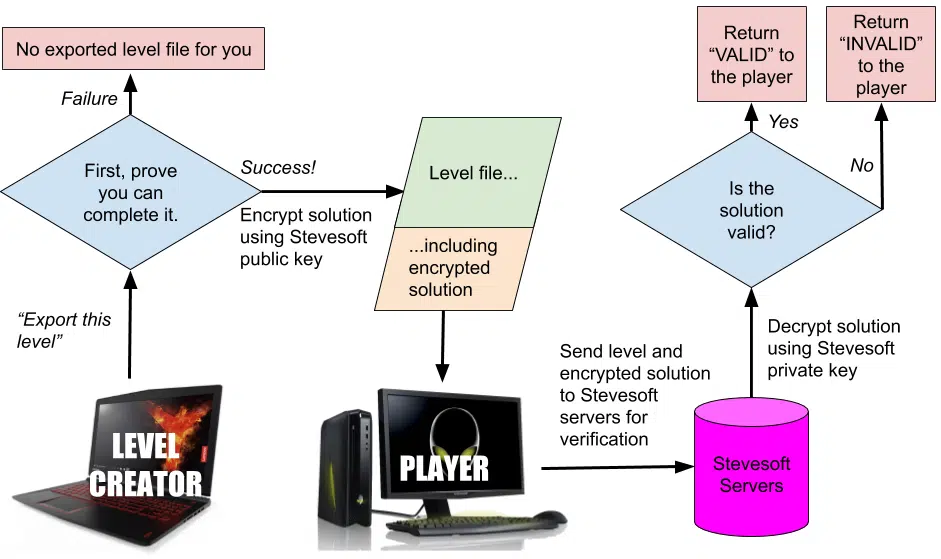 No exported level file for you
Failure
First, prove
you can
complete it.
Success!
Encrypt solution
using Stevesoft
public key
“Export this
level”
LEVEL
CREATOR
Level file...
...including
encrypted
solution
PLAYER
Send level and
encrypted solution
to Stevesoft
servers for
verification
Stevesoft
Servers
Decrypt solution
using Stevesoft
private key
Is the
solution
valid?
Yes
No
Return
“VALID” to
the player
Return
“INVALID”
to the
player